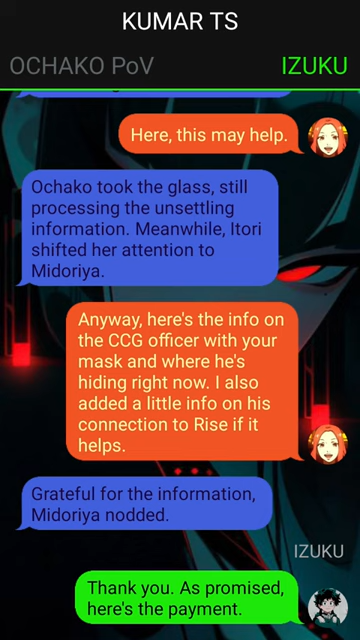 KUMAR TS
OCHAKO PoV
IZUKU
Here, this may help.
Ochako took the glass, still
processing the unsettling
information. Meanwhile, Itori
shifted her attention to
Midoriya.
Anyway, here's the info on
the CCG officer with your
mask and where he's
hiding right now. I also
added a little info on his
connection to Rise if it
helps.
Grateful for the information,
Midoriya nodded.
IZUKU
Thank you. As promised,
here's the payment.